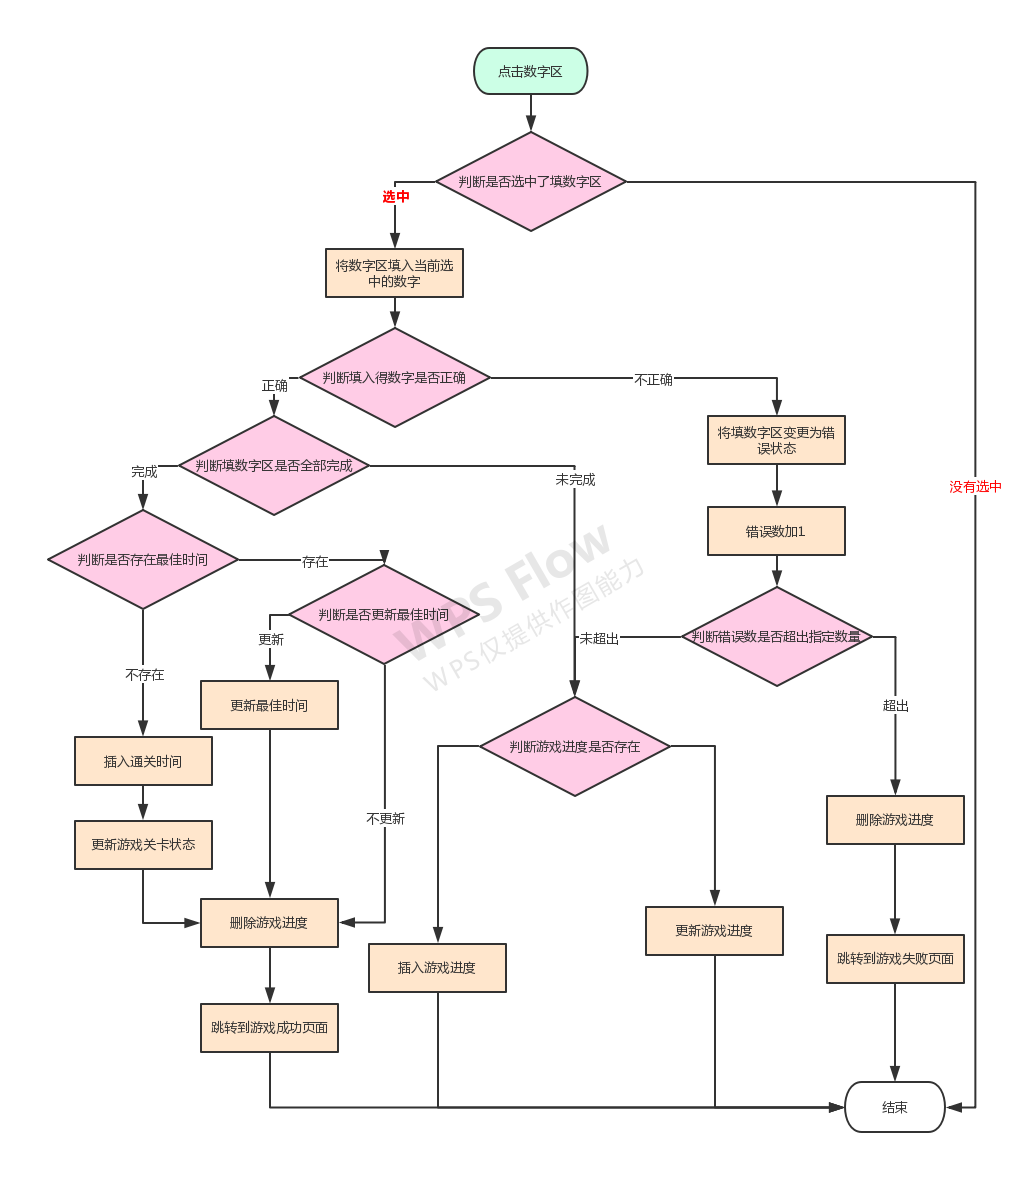 点击数字区
判断是否选中了填数字区
选中
将数字区填入当前选
中的数字
判断填入得数字是否正确
正确
不正确
将填数字区变更为错
误状态
判断填数字区是否全部完成
完成
未完成
没有选中
错误数加1
判断是否存在最佳时间
存在
WPS Flow
WPS仅提供作图能力
判断是否更新最佳时间
更新
未超出
判断错误数是否超出指定数量
不存在
更新最佳时间
超出
判断游戏进度是否存在
插入通关时间
不更新
删除游戏进度
更新游戏关卡状态
删除游戏进度
更新游戏进度
插入游戏进度
跳转到游戏失败页面
跳转到游戏成功页面
结束